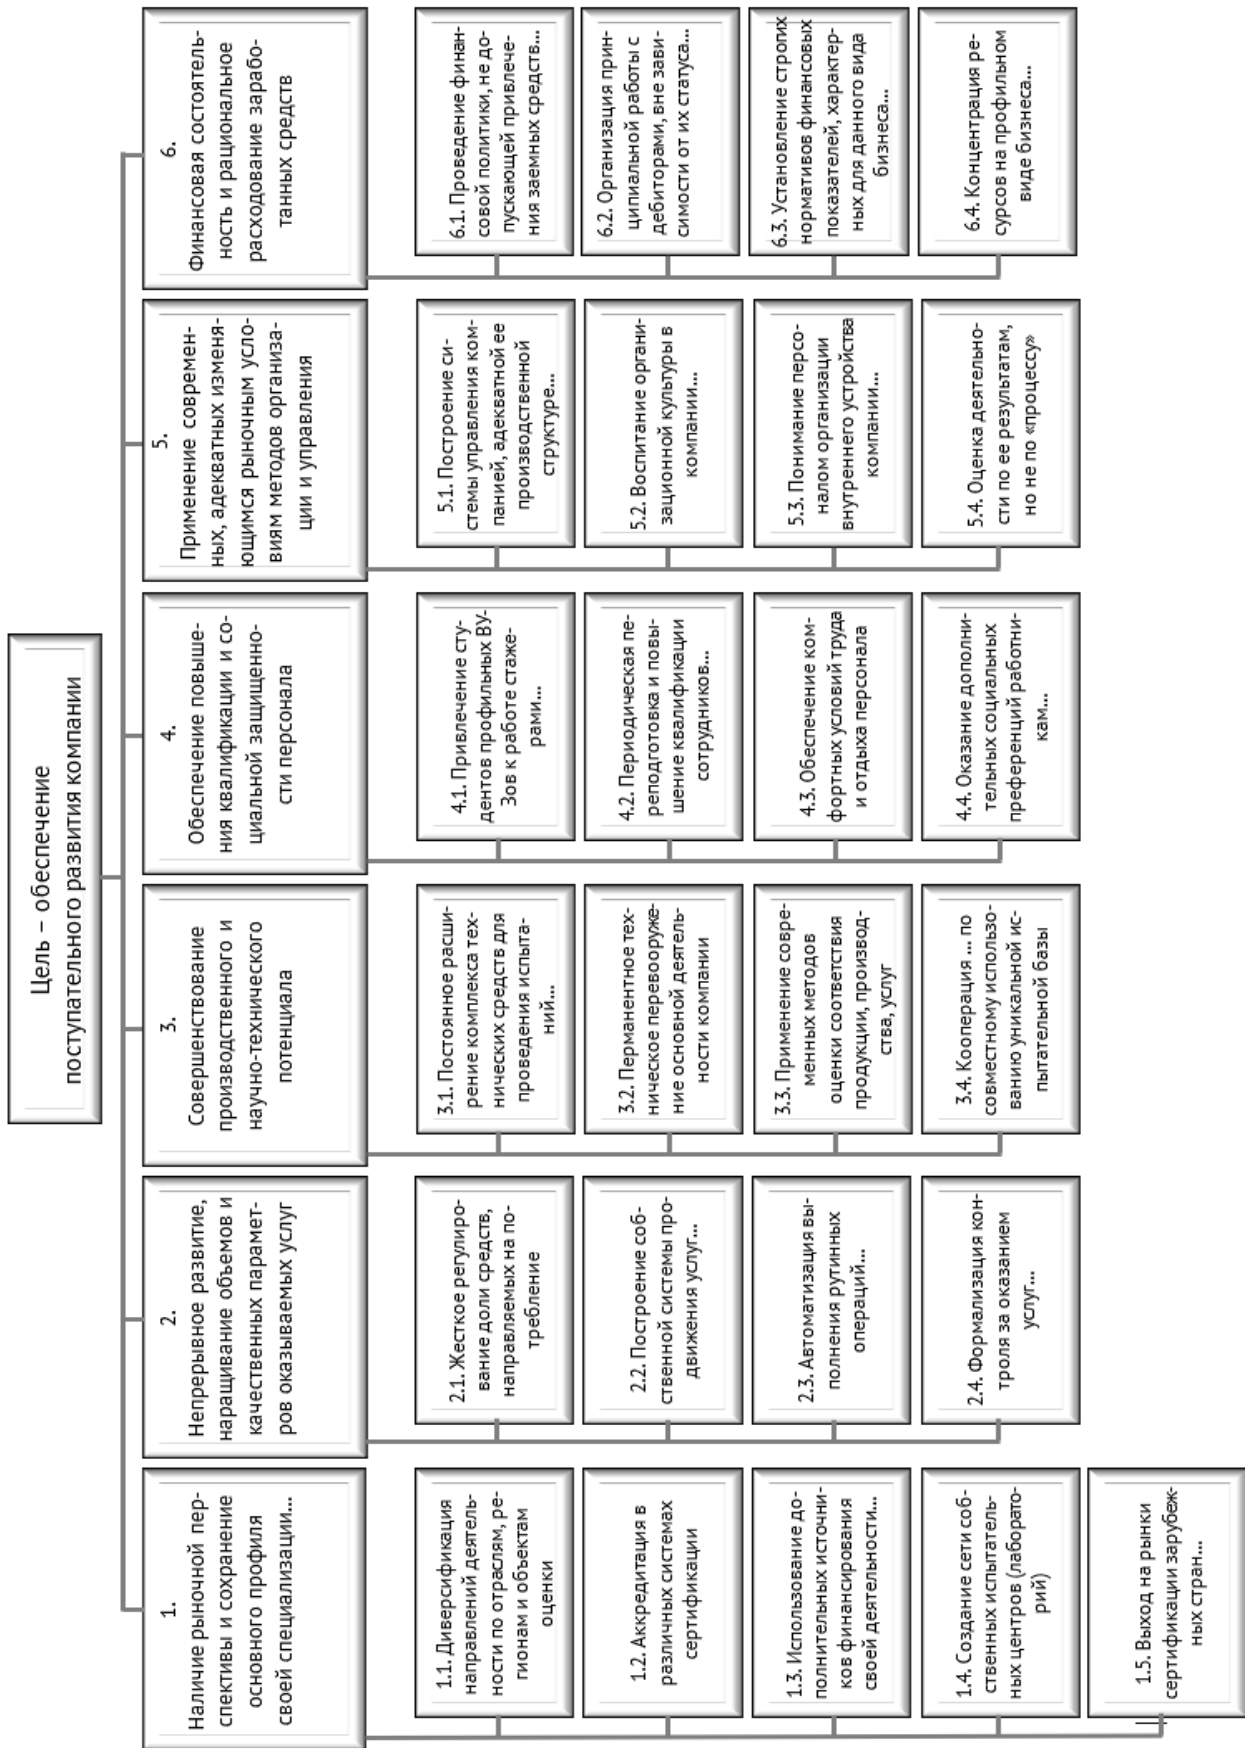 Цель – обеспечение
поступательного развития компании
1.
Наличие рыночной пер-
спективы и сохранение
основного профиля
своей специализации...
1.1. Диверсификация
направлений деятель-
ности по отраслям, ре-
гионам и объектам
оценки
1.2. Аккредитация в
различных системах
сертификации
1.3. Использование до-
полнительных источни-
ков финансирования
своей деятельности...
1.4. Создание сети соб-
ственных испытатель-
ных центров (лаборато-
рий)
1.5. Выход на рынки
сертификации зарубеж-
ных стран...
2.
Непрерывное развитие,
наращивание объемов и
качественных парамет-
ров оказываемых услуг
2.1. Жесткое регулиро-
вание доли средств,
направляемых на по-
требление
2.2. Построение соб-
ственной системы про-
движения услуг...
2.3. Автоматизация вы-
полнения рутинных
операций...
2.4. Формализация кон-
троля за оказанием
услуг...
3.
Совершенствование
производственного и
научно-технического
потенциала
3.1. Постоянное расши-
рение комплекса тех-
нических средств для
проведения испыта-
ний...
3.2. Перманентное тех-
ническое перевооруже-
ние основной деятель-
ности компании
3.3. Применение совре-
менных методов
оценки соответствия
продукции, производ-
ства, услуг
3.4. Кооперация ... по
совместному использо-
ванию уникальной ис-
пытательной базы
4.
Обеспечение повыше-
ния квалификации и со-
циальной защищенно-
сти персонала
4.1. Привлечение сту-
дентов профильных ВУ-
Зов к работе стаже-
рами...
4.2. Периодическая пе-
реподготовка и повы-
шение квалификации
сотрудников...
4.3. Обеспечение ком-
фортных условий труда
и отдыха персонала
4.4. Оказание дополни-
тельных социальных
преференций работни-
кам...
5.
Применение современ-
ных, адекватных изменя-
ющимся рыночным усло-
виям методов организа-
ции и управления
5.1. Построение си-
стемы управления ком-
панией, адекватной ее
производственной
структуре...
5.2. Воспитание органи-
зационной культуры в
компании...
5.3. Понимание персо-
налом организации
внутреннего устройства
компании...
5.4. Оценка деятельно-
сти по ее результатам,
но не по «процессу»
6.
Финансовая состоятель-
ность и рациональное
расходование зарабо-
танных средств
6.1. Проведение финан-
совой политики, не до-
пускающей привлече-
ния заемных средств...
6.2. Организация прин-
ципиальной работы с
дебиторами, вне зави-
симости от их статуса...
6.3. Установление строгих
нормативов финансовых
показателей, характер-
ных для данного вида
бизнеса...
6.4. Концентрация ре-
сурсов на профильном
виде бизнеса...